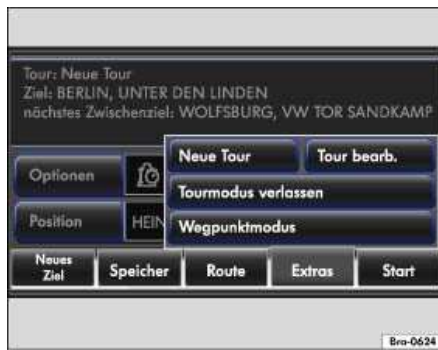 Tour: Neue Tour
Ziel: BERLIN, UNTER DEN LINDEN
nächstes Zwischenziel: WOLFSBURG, VW TOR SANDKAMP
Neue Tour
Tour bearb.
Optionen
Tourmodus verlassen
Position
HEIN
Wegpunktmodus
Neues
Ziel
Speicher
Route
Extras
Start
Bra-0624